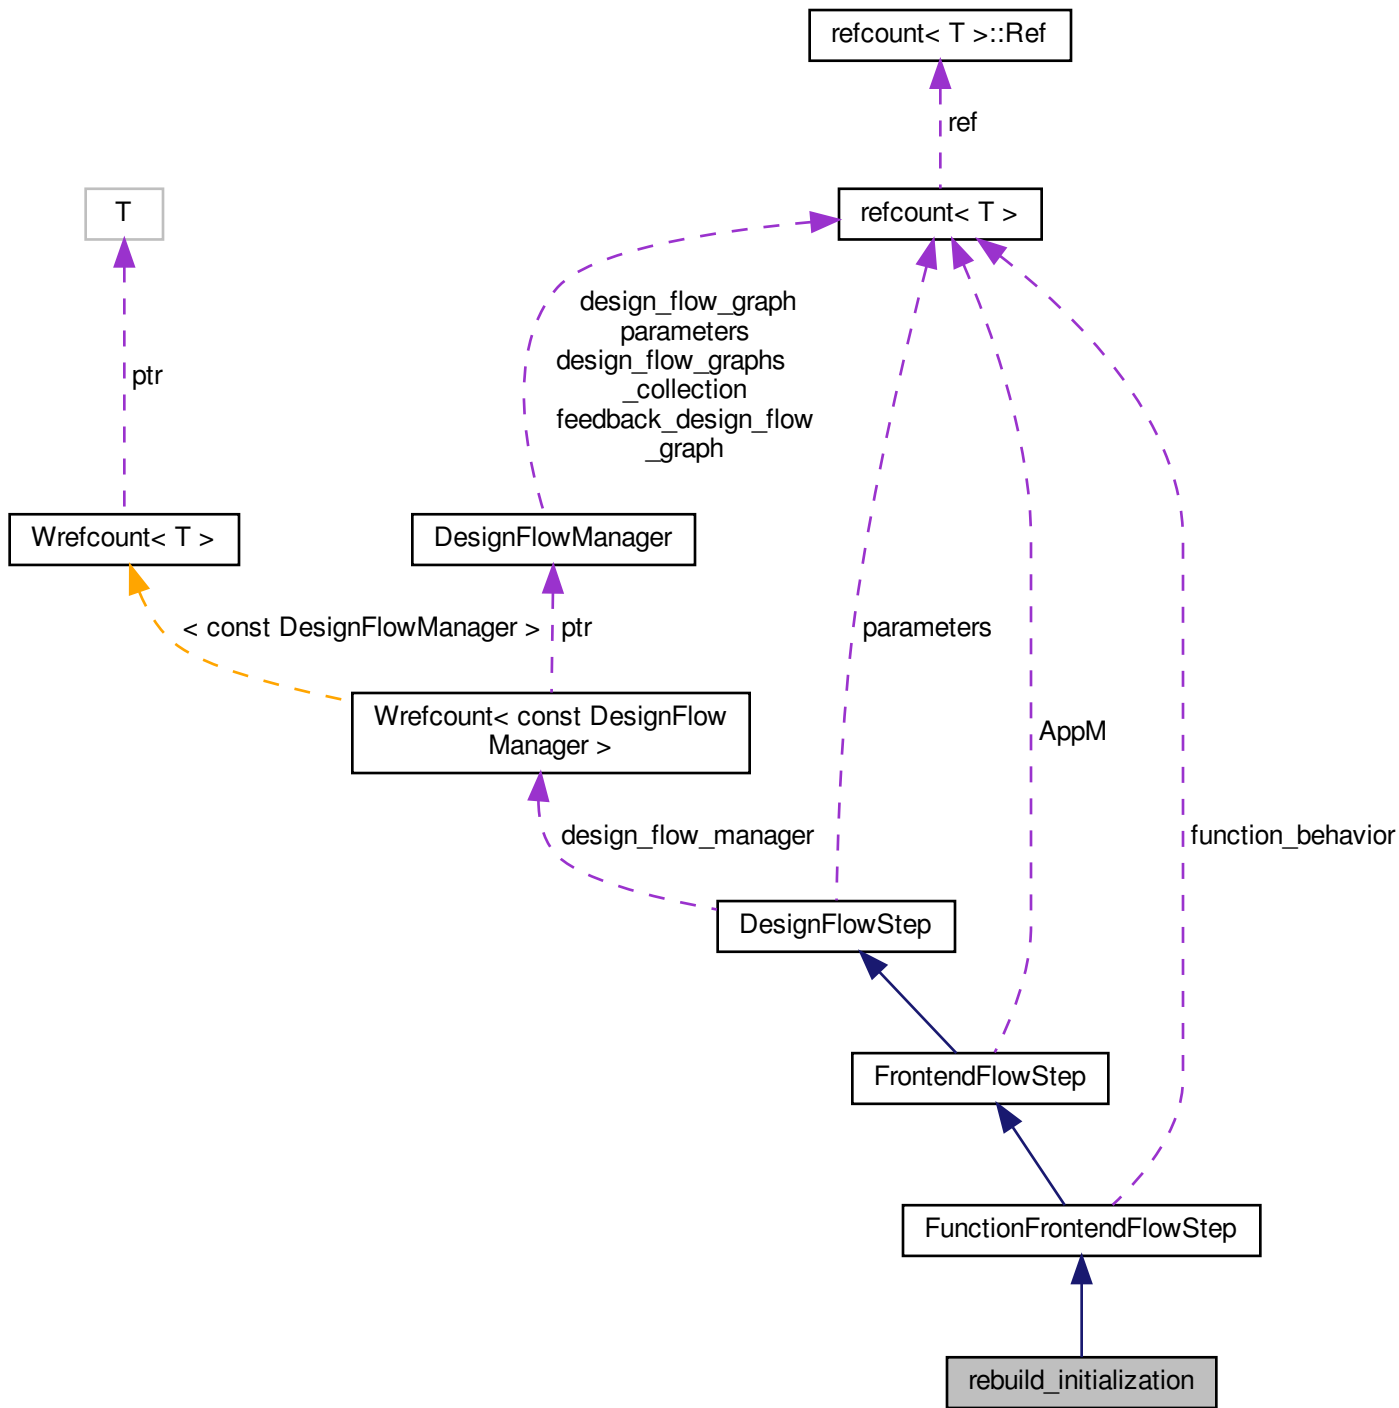 refcount< T >::Ref
ref
T
refcount< T >
design_flow_graph
parameters
design_flow_graphs
_collection
feedback_design_flow
_graph
ptr
Wrefcount< T >
DesignFlowManager
< const DesignFlowManager >
ptr
parameters
Wrefcount< const DesignFlow
Manager >
AppM
design_flow_manager
function_behavior
DesignFlowStep
FrontendFlowStep
FunctionFrontendFlowStep
rebuild_initialization